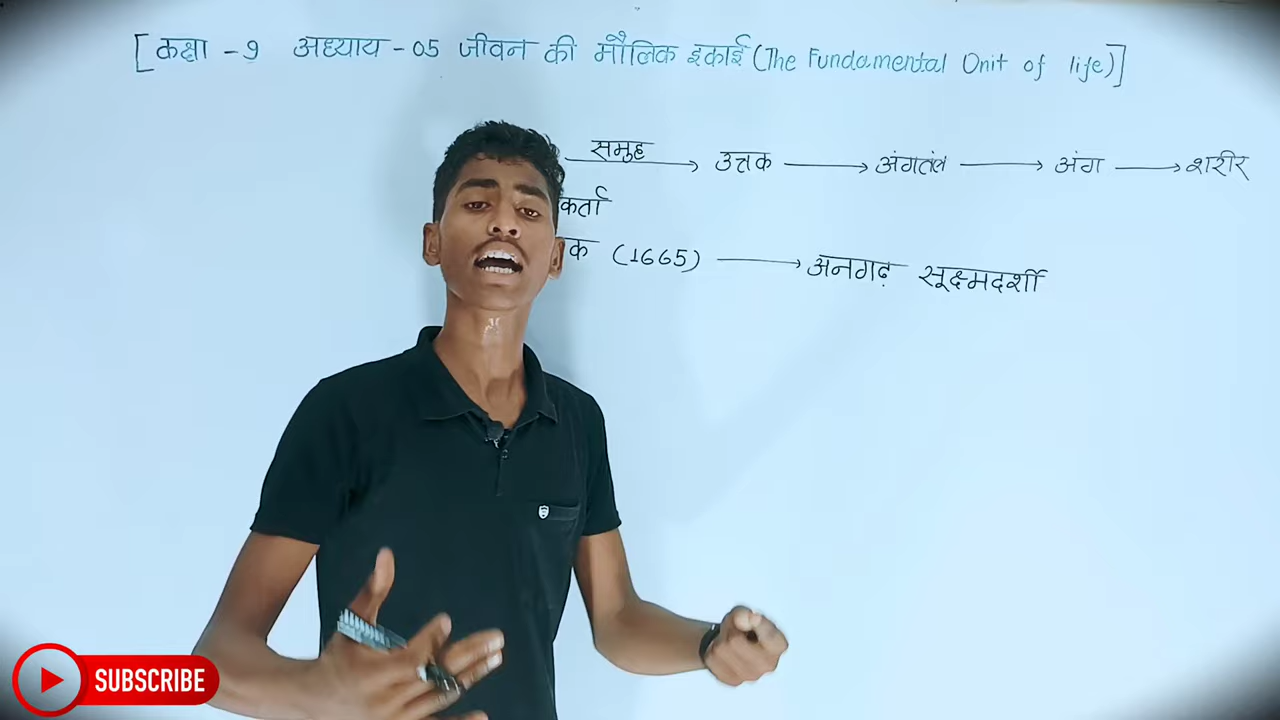 [कक्षा -9 अध्याय -05 जीवन की मौलिक इकाई (The Fundamental Unit of life)]
समुह
→ उत्तक → अंगतंत्र → अंग → शरीर
कर्ता
क (1665) → अनगढ़ सूक्ष्मदर्शी
SUBSCRIBE